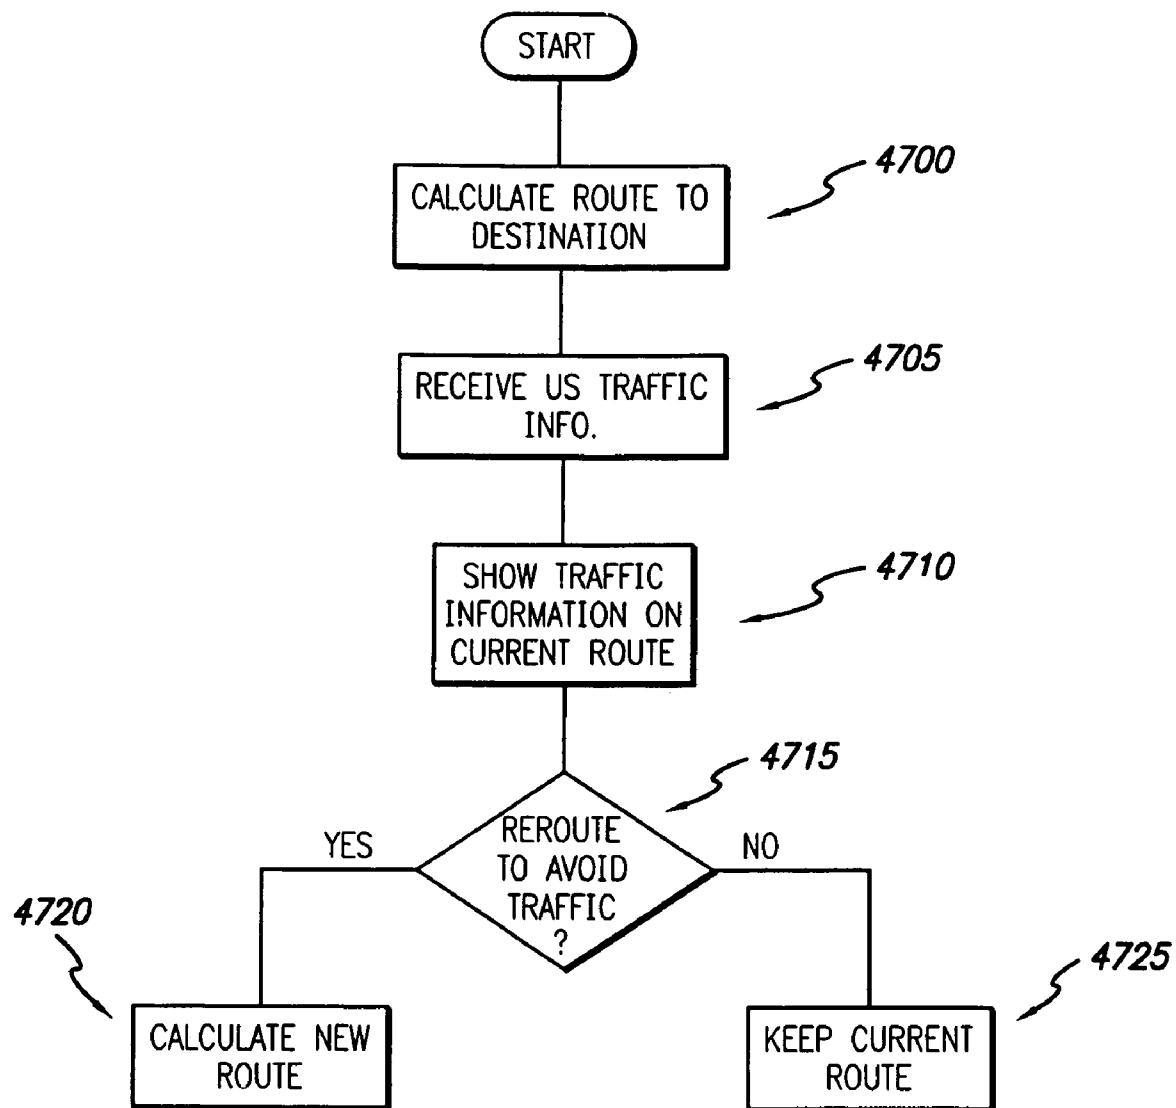 START
4700
CALCULATE ROUTE TO
DESTINATION
4705
RECEIVE US TRAFFIC
INFO.
4710
SHOW TRAFFIC
INFORMATION ON
CURRENT ROUTE
4715
REROUTE
TO AVOID
TRAFFIC
?
YES
NO
4720
CALCULATE NEW
ROUTE
4725
KEEP CURRENT
ROUTE